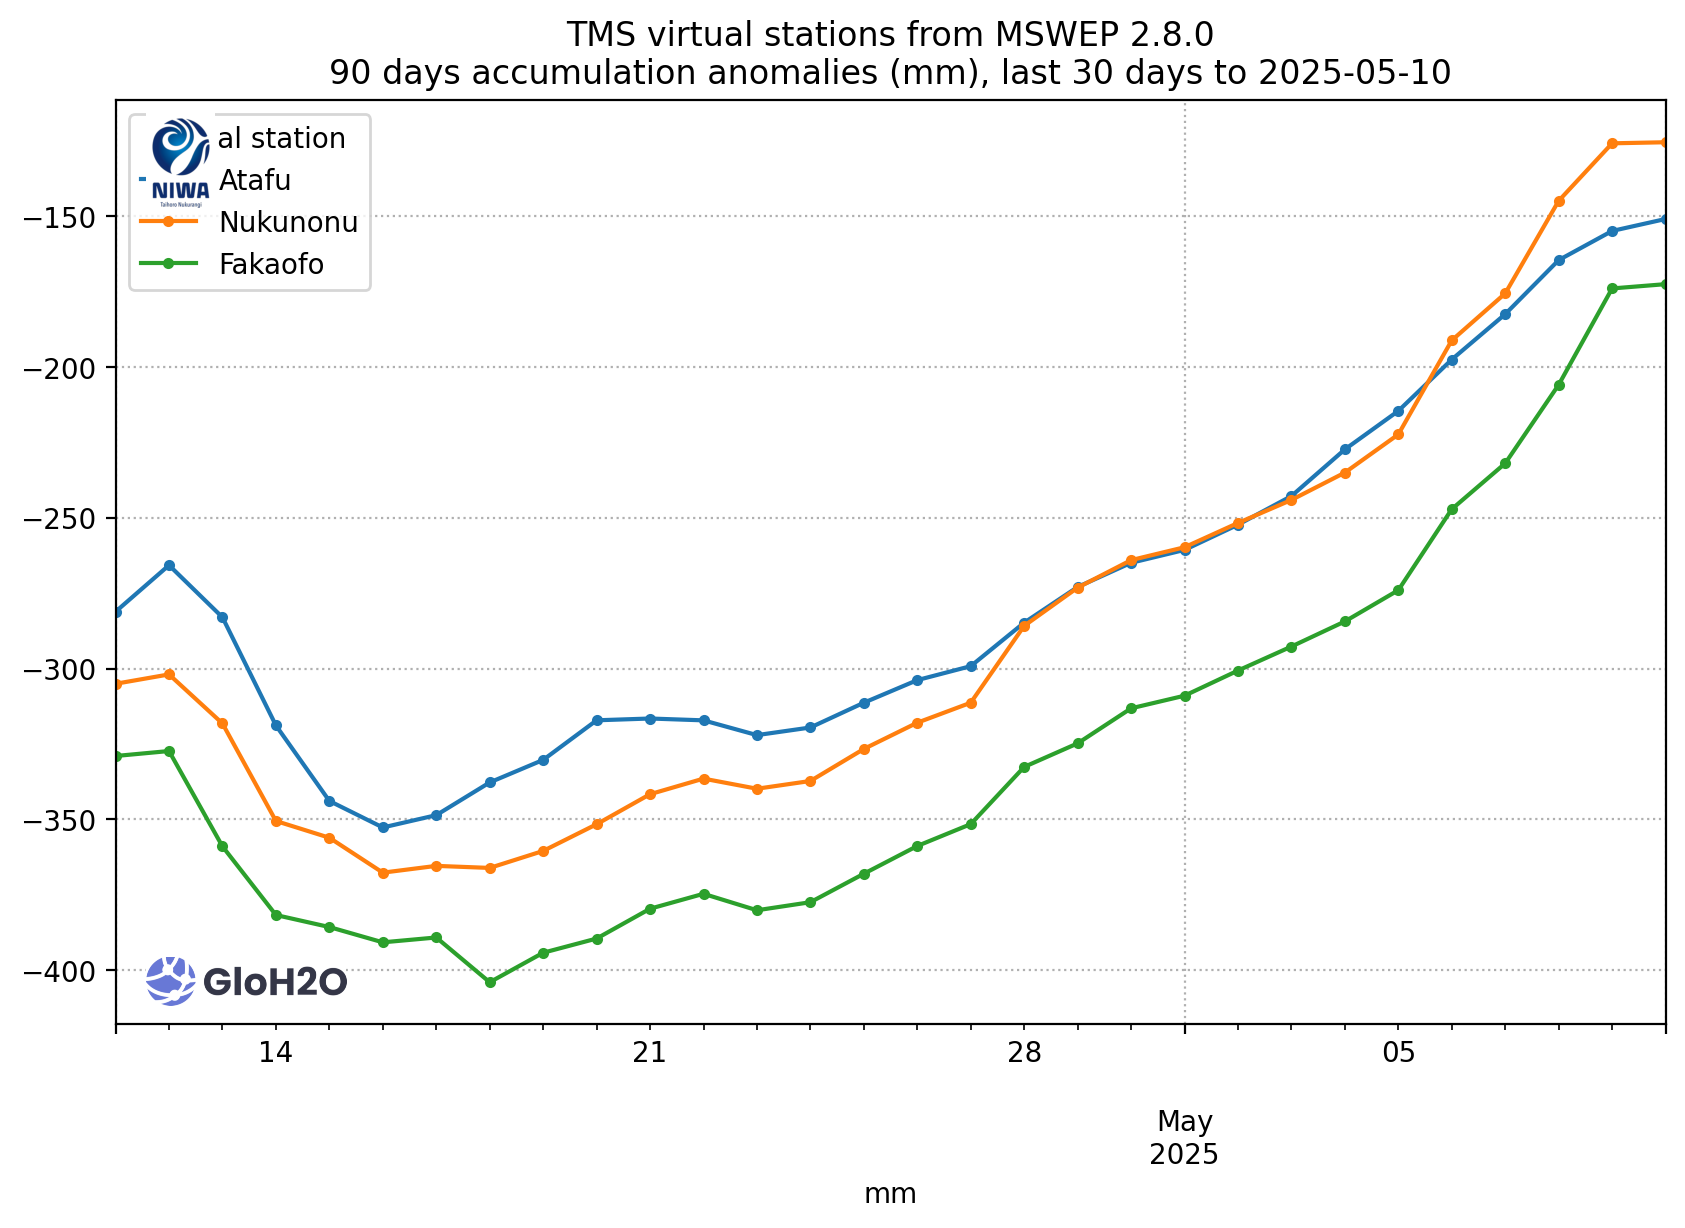 TMS virtual stations from MSWEP 2.8.0
90 days accumulation anomalies (mm), last 30 days to 2025-05-10
al station
NIWA
Taihoro Nukurangi
Atafu
Nukunonu
Fakaofo
−150
−200
−250
−300
−350
−400
GloH2O
14
21
28
05
May
2025
mm